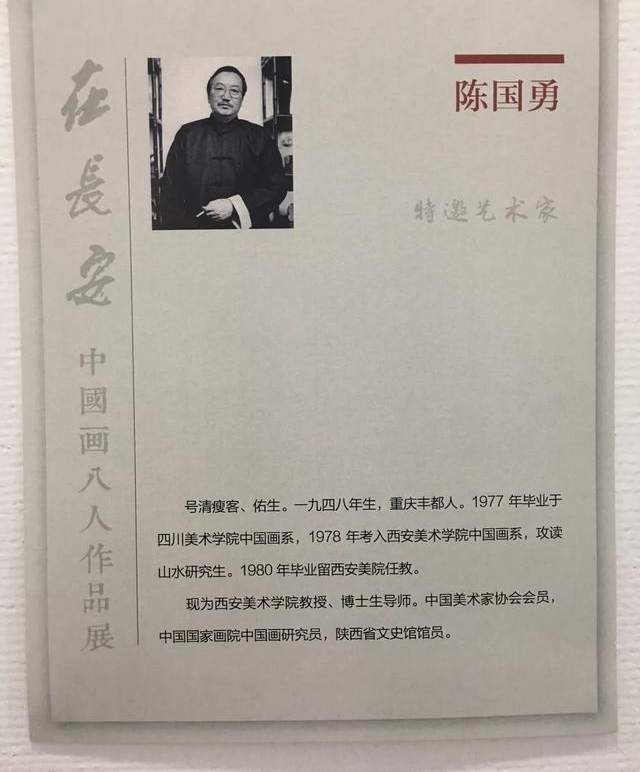 在長安
中國画八人作品展
陈国勇
特邀艺术家
号清瘦客、佑生。一九四八年生，重庆丰都人。1977 年毕业于
四川美术学院中国画系，1978 年考入西安美术学院中国画系，攻读
山水研究生。1980 年毕业留西安美院任教。
现为西安美术学院教授、博士生导师。中国美术家协会会员，
中国国家画院中国画研究员，陕西省文史馆馆员。